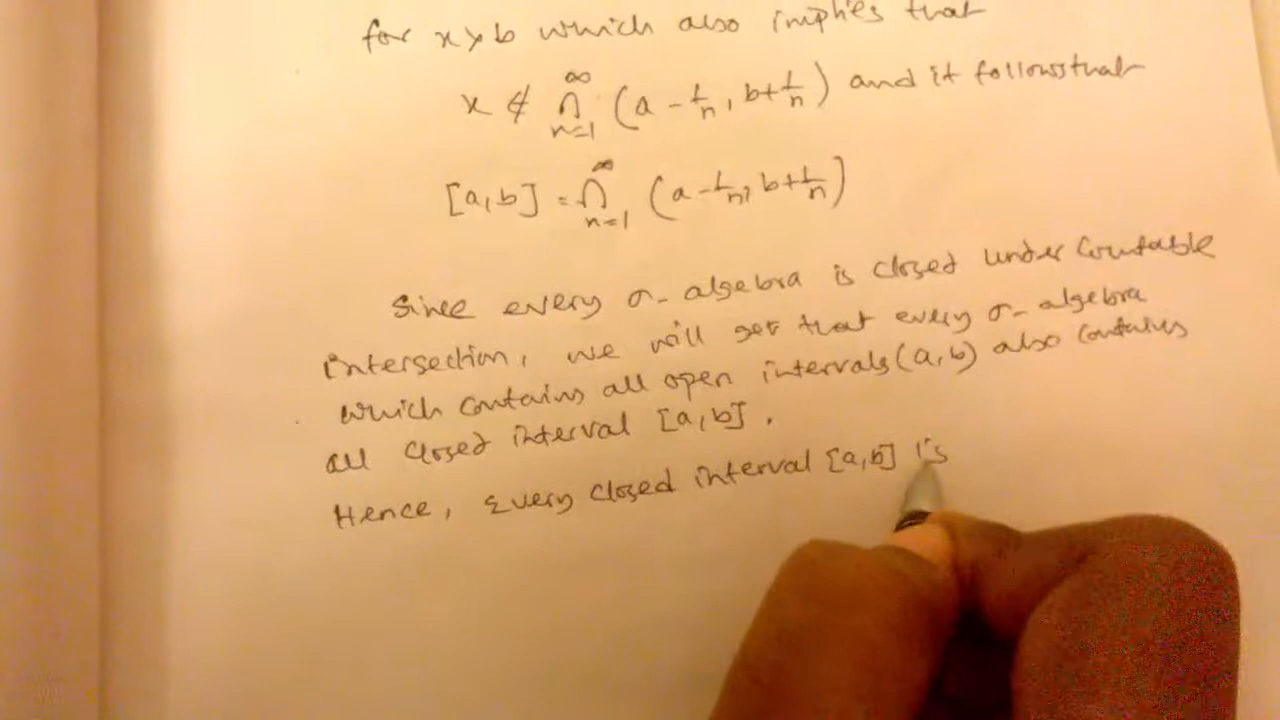 for x > b which also implies that
x ∉ ∞ ∩ n=1 (a - 1/n, b + 1/n) and it follows that
[a, b] = ∞ ∩ n=1 (a - 1/n, b + 1/n)
Since every σ- algebra is closed under Countable
intersection, we will get that every σ- algebra
which contains all open intervals (a, b) also contains
all closed interval [a, b].
Hence, Every closed interval [a, b] is